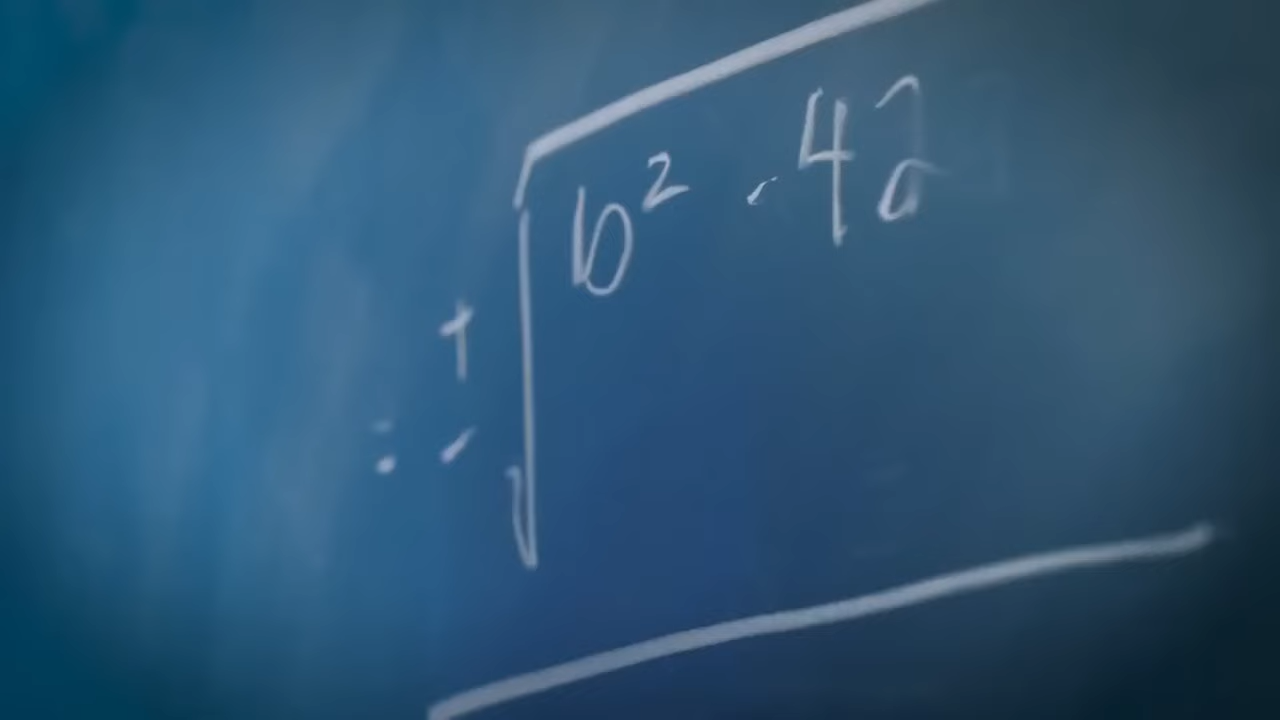 ± √b² - 4a